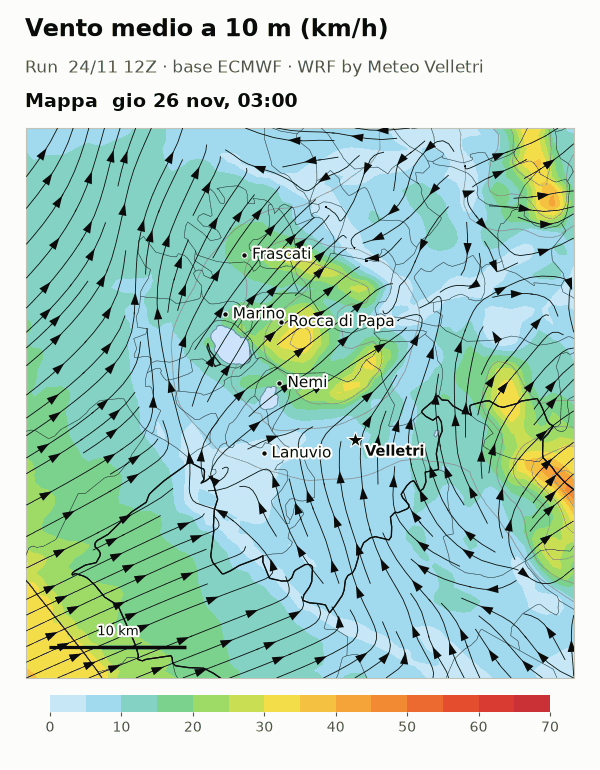 Vento medio a 10 m (km/h)
Run  24/11 12Z · base ECMWF · WRF by Meteo Velletri
Mappa  gio 26 nov, 03:00
Frascati
Marino
Rocca di Papa
Nemi
Velletri
Lanuvio
10 km
0 10 20 30 40 50 60 70